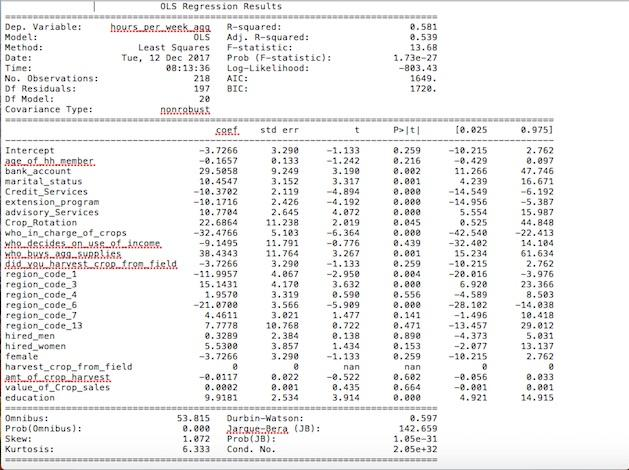 OLS Regression Results
Dep. Variable: hours_per_week_agg R-squared: 0.581
Model: OLS Adj. R-squared: 0.539
Method: Least Squares F-statistic: 13.68
Date: Tue, 12 Dec 2017 Prob (F-statistic): 1.73e-27
Time: 08:13:36 Log-Likelihood: -803.43
No. Observations: 218 AIC: 1649.
Df Residuals: 197 BIC: 1720.
Df Model: 20
Covariance Type: nonrobust
coef std err t P>|t| [0.025 0.975]
Intercept -3.7266 3.290 -1.133 0.259 -10.215 2.762
age_of_hh_member -0.1657 0.133 -1.242 0.216 -0.429 0.097
bank_account 29.5058 9.249 3.190 0.002 11.266 47.746
marital_status 10.4547 3.152 3.317 0.001 4.239 16.671
Credit_Services -10.3702 2.119 -4.894 0.000 -14.549 -6.192
extension_program -10.1716 2.426 -4.192 0.000 -14.956 -5.387
advisory_Services 10.7704 2.645 4.072 0.000 5.554 15.987
Crop_Rotation 22.6864 11.238 2.019 0.045 0.525 44.848
who_in_charge_of_crops -32.4766 5.103 -6.364 0.000 -42.540 -22.413
who_decides_on_use_of_income -9.1495 11.791 -0.776 0.439 -32.402 14.104
who_buys_agg_supplies 38.4343 11.764 3.267 0.001 15.234 61.634
did_you_harvest_crop_from_field -3.7266 3.290 -1.133 0.259 -10.215 2.762
region_code_1 -11.9957 4.067 -2.950 0.004 -20.016 -3.976
region_code_3 15.1431 4.170 3.632 0.000 6.920 23.366
region_code_4 1.9570 3.319 0.590 0.556 -4.589 8.503
region_code_6 -21.0700 3.566 -5.909 0.000 -28.102 -14.038
region_code_7 4.4611 3.021 1.477 0.141 -1.496 10.418
region_code_13 7.7778 10.768 0.722 0.471 -13.457 29.012
hired_men 0.3289 2.384 0.138 0.890 -4.373 5.031
hired_women 5.5300 3.857 1.434 0.153 -2.077 13.137
female -3.7266 3.290 -1.133 0.259 -10.215 2.762
harvest_crop_from_field 0 0 nan nan 0 0
amt_of_crop_harvest -0.0117 0.022 -0.522 0.602 -0.056 0.033
value_of_Crop_sales 0.0002 0.001 0.435 0.664 -0.001 0.001
education 9.9181 2.534 3.914 0.000 4.921 14.915
Omnibus: 53.815 Durbin-Watson: 0.597
Prob(Omnibus): 0.000 Jarque-Bera (JB): 142.659
Skew: 1.072 Prob(JB): 1.05e-31
Kurtosis: 6.333 Cond. No. 2.05e+32